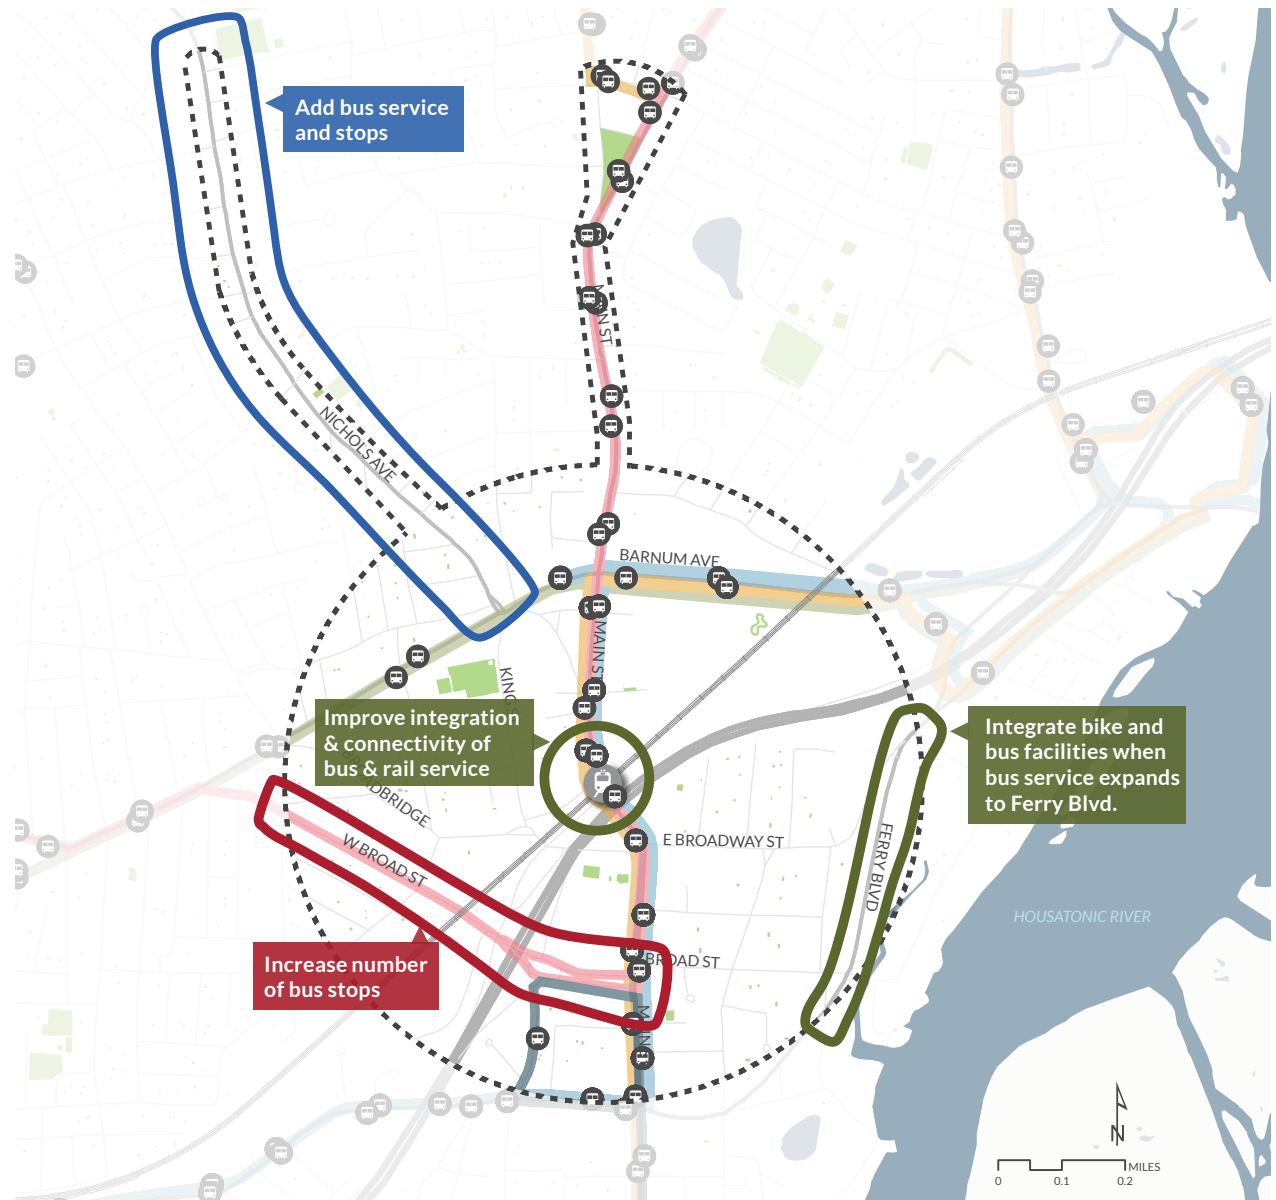 Add bus service
and stops
MAIN ST
NICHOLS AVE
BARNUM AVE
MAIN ST
KING S
Improve integration
& connectivity of
bus & rail service
Integrate bike and
bus facilities when
bus service expands
to Ferry Blvd.
E BROADWAY ST
W BROAD ST
FERRY BLVD
HOUSATONIC RIVER
BROAD ST
Increase number
of bus stops
MAIN
N
MILES
0 0.1 0.2